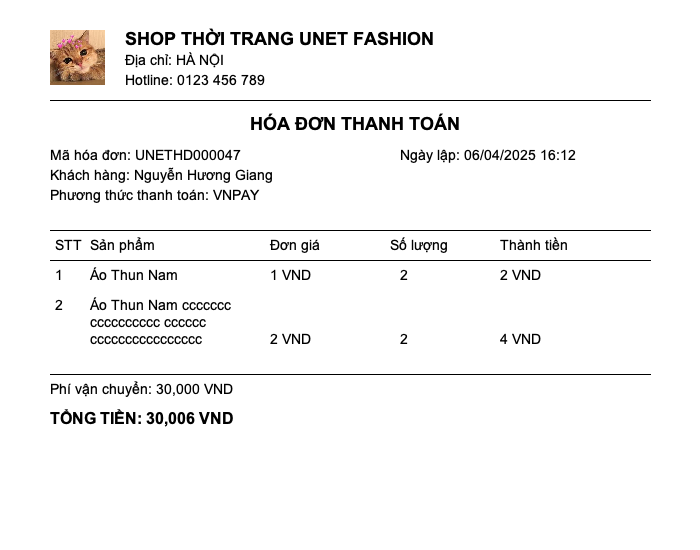 SHOP THỜI TRANG UNET FASHION
Địa chỉ: HÀ NỘI
Hotline: 0123 456 789
HÓA ĐƠN THANH TOÁN
Mã hóa đơn: UNETHD000047 Ngày lập: 06/04/2025 16:12
Khách hàng: Nguyễn Hương Giang
Phương thức thanh toán: VNPAY
STT Sản phẩm Đơn giá Số lượng Thành tiền
1 Áo Thun Nam 1 VND 2 2 VND
2 Áo Thun Nam ccccccc
cccccccccc cccccc
cccccccccccccccc 2 VND 2 4 VND
Phí vận chuyển: 30,000 VND
TỔNG TIỀN: 30,006 VND